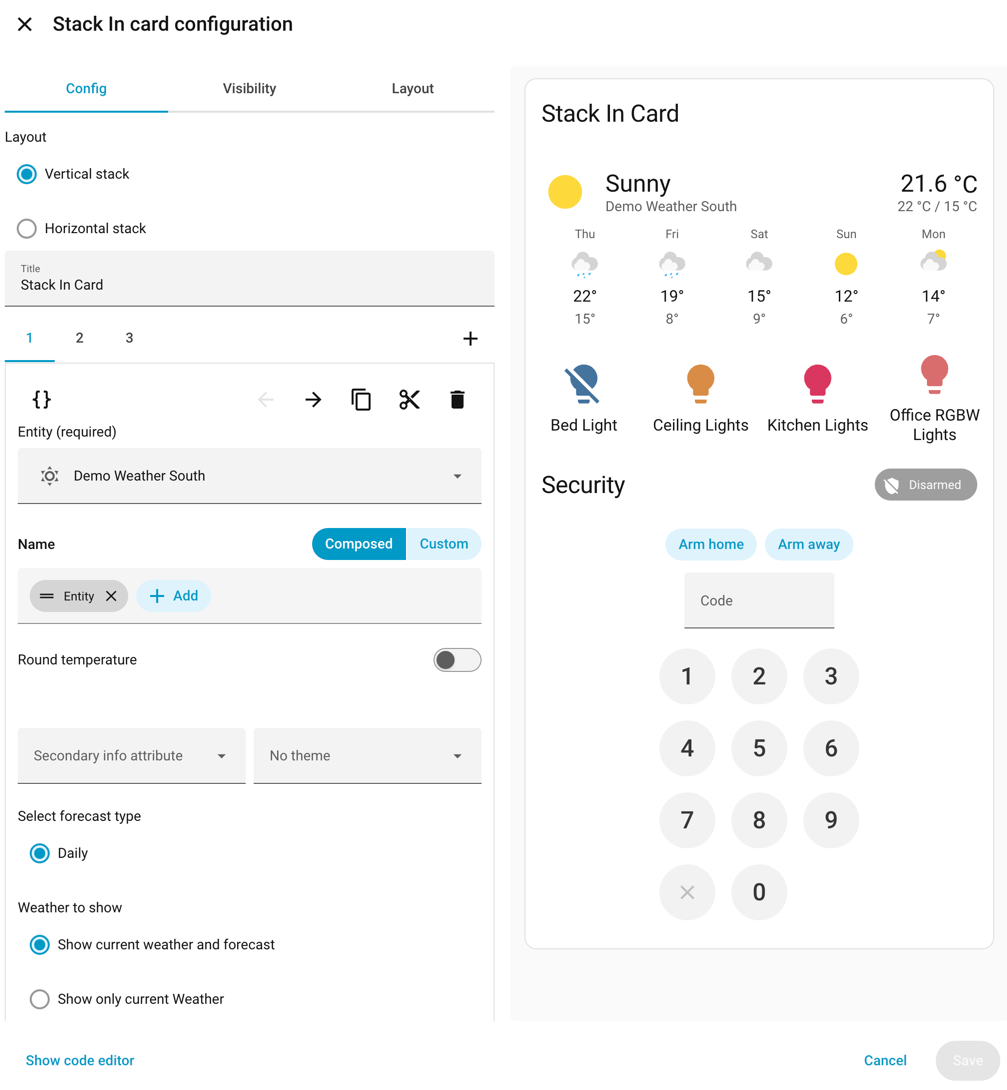 Stack In card configuration
Config
Visibility
Layout
Layout
Vertical stack
Horizontal stack
Title
Stack In Card
1
2
3
{}
Entity (required)
Demo Weather South
Name
Composed
Custom
Entity
Add
Round temperature
Secondary info attribute
No theme
Select forecast type
Daily
Weather to show
Show current weather and forecast
Show only current Weather
Stack In Card
Sunny
21.6 °C
Demo Weather South
22 °C / 15 °C
Thu
Fri
Sat
Sun
Mon
22°
19°
15°
12°
14°
15°
8°
9°
6°
7°
Bed Light
Ceiling Lights
Kitchen Lights
Office RGBW
Lights
Security
Disarmed
Arm home
Arm away
Code
1
2
3
4
5
6
7
8
9
0
Show code editor
Cancel
Save